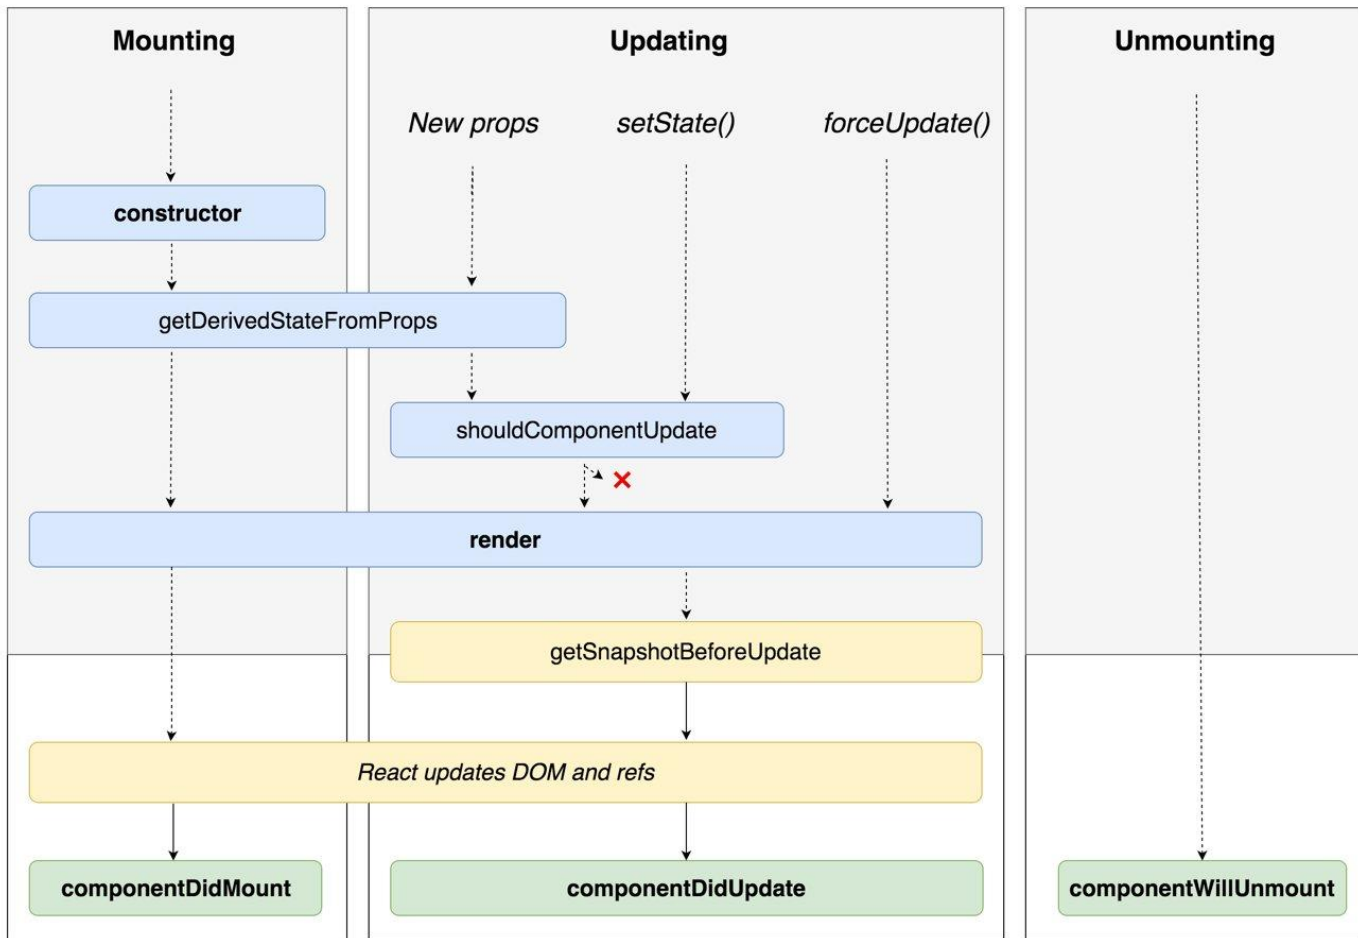 Mounting
Updating
Unmounting
New props
setState()
forceUpdate()
constructor
getDerivedStateFromProps
shouldComponentUpdate
render
getSnapshotBeforeUpdate
React updates DOM and refs
componentDidMount
componentDidUpdate
componentWillUnmount